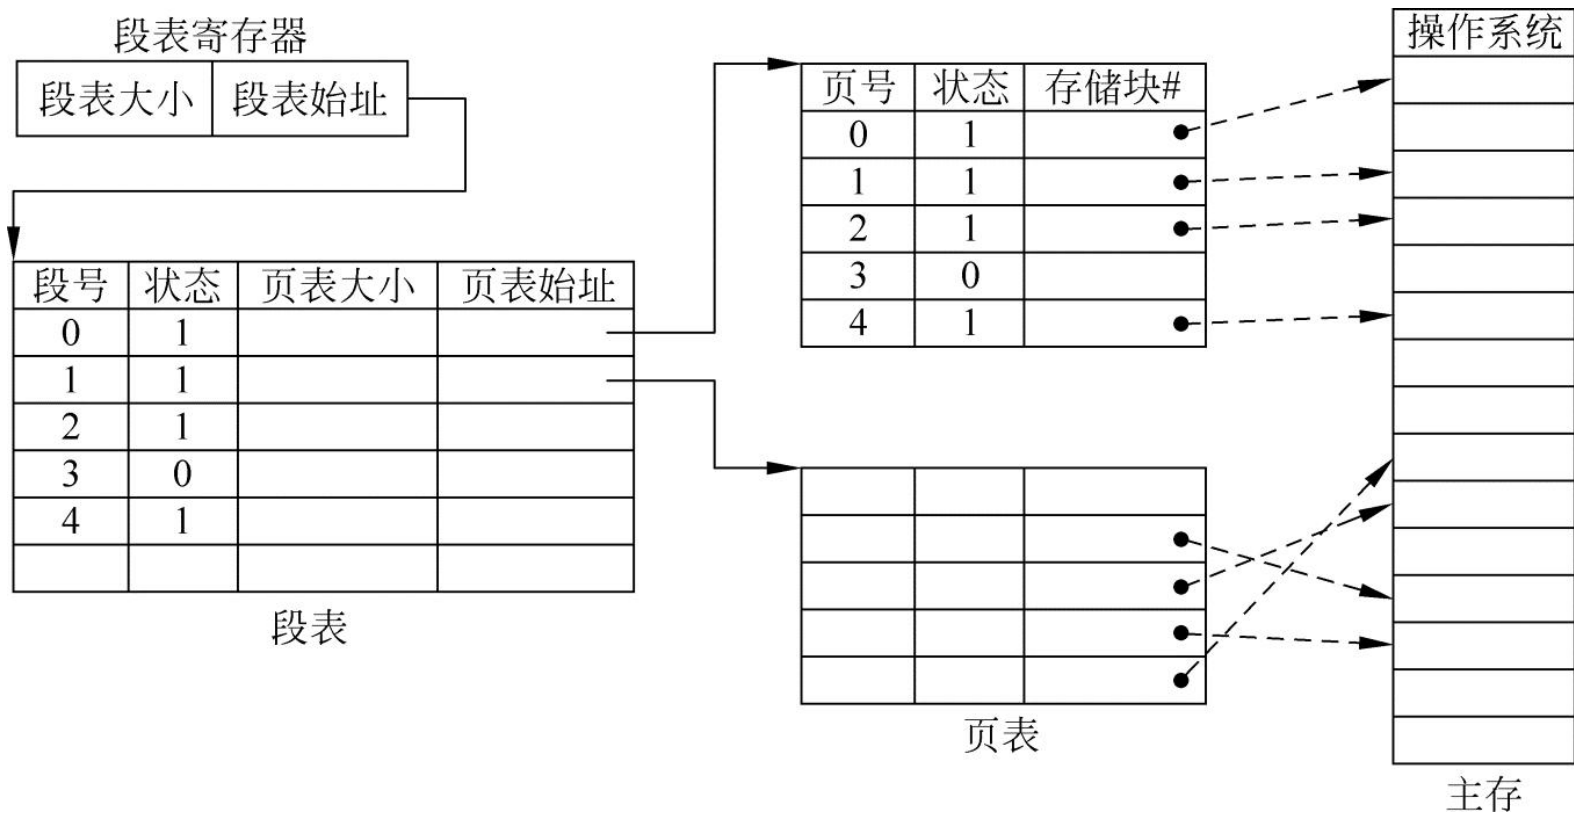 段表寄存器
段表大小 段表始址
段号 状态 页表大小 页表始址
0 1
1 1
2 1
3 0
4 1
段表
页号 状态 存储块#
0 1
1 1
2 1
3 0
4 1
页表
操作系统
主存